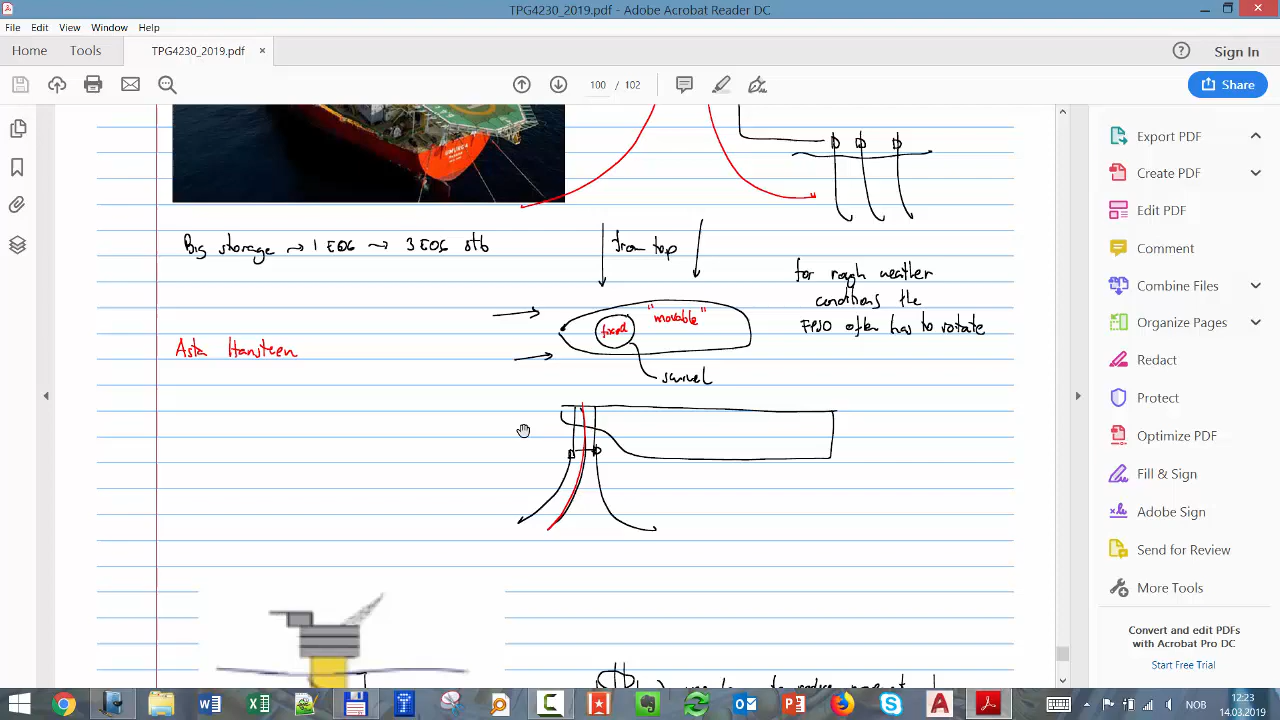 TPG4230_2019.pdf - Adobe Acrobat Reader DC
File Edit View Window Help
Home Tools TPG4230_2019.pdf × Sign In
100 / 102 Share
Big storage → 1 E06 → 3 E06 stb
from top
for rough weather
conditions the
FPSO often has to rotate
"movable"
fixed
swivel
Asta Hansteen
Export PDF
Create PDF
Edit PDF
Comment
Combine Files
Organize Pages
Redact
Protect
Optimize PDF
Fill & Sign
Adobe Sign
Send for Review
More Tools
Convert and edit PDFs
with Acrobat Pro DC
Start Free Trial
NOB
12:23
14.03.2019